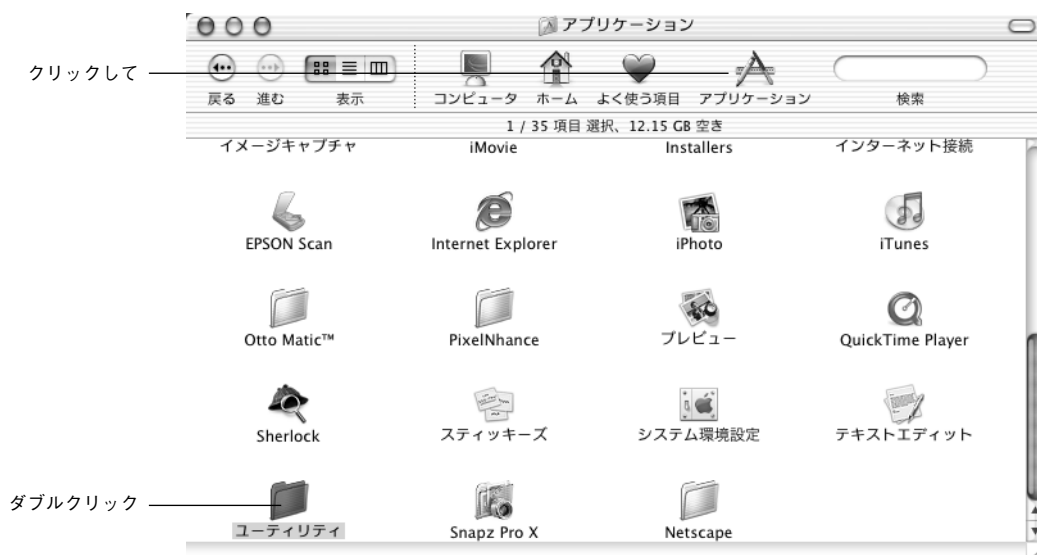 アプリケーション
クリックして
戻る 進む 表示 コンピュータ ホーム よく使う項目 アプリケーション 検索
1 / 35 項目 選択、12.15 GB 空き
イメージキャプチャ iMovie Installers インターネット接続
EPSON Scan Internet Explorer iPhoto iTunes
Otto Matic™ PixelNhance プレビュー QuickTime Player
Sherlock スティッキーズ システム環境設定 テキストエディット
ダブルクリック
ユーティリティ Snapz Pro X Netscape